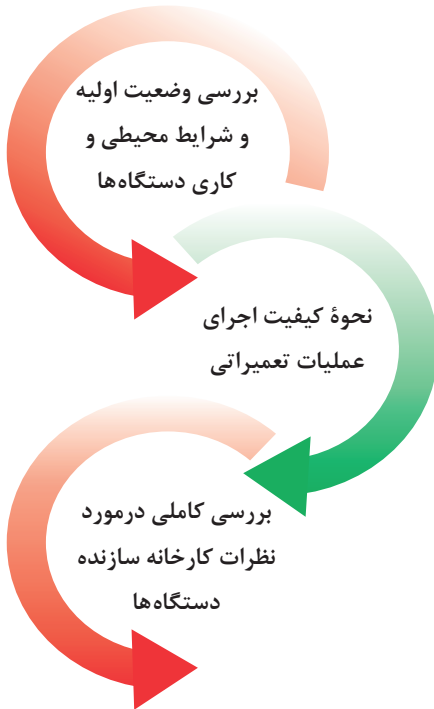 بررسی وضعیت اولیه
و شرایط محیطی و
کاری دستگاه‌ها
نحوۀ کیفیت اجرای
عملیات تعمیراتی
بررسی کاملی درمورد
نظرات کارخانه سازنده
دستگاه‌ها